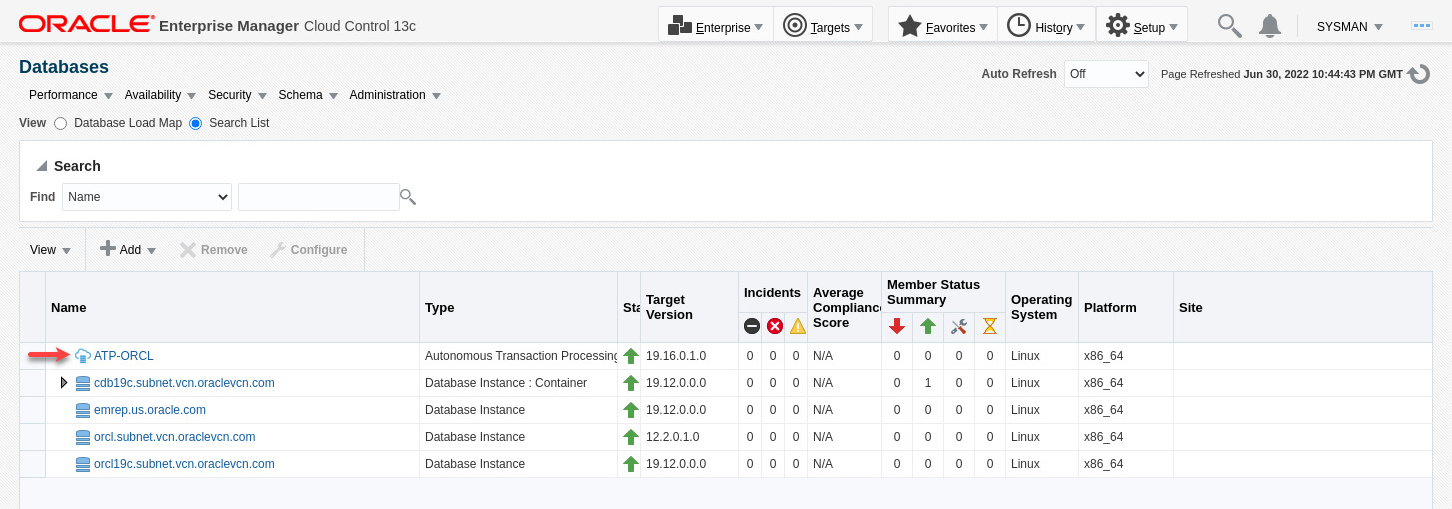 ORACLE Enterprise Manager Cloud Control 13c Enterprise Targets Favorites History Setup SYSMAN
Databases
Auto Refresh Off Page Refreshed Jun 30, 2022 10:44:43 PM GMT
Performance Availability Security Schema Administration
View Database Load Map Search List
Search
Find Name
View Add Remove Configure
Name Type Sta Target Version Incidents Average Compliance Score Member Status Summary Operating System Platform Site
ATP-ORCL Autonomous Transaction Processing 19.16.0.1.0 0 0 0 N/A 0 0 0 0 Linux x86_64
cdb19c.subnet.vcn.oraclevcn.com Database Instance : Container 19.12.0.0.0 0 0 0 N/A 0 1 0 0 Linux x86_64
emrep.us.oracle.com Database Instance 19.12.0.0.0 0 0 0 N/A 0 0 0 0 Linux x86_64
orcl.subnet.vcn.oraclevcn.com Database Instance 12.2.0.1.0 0 0 0 N/A 0 0 0 0 Linux x86_64
orcl19c.subnet.vcn.oraclevcn.com Database Instance 19.12.0.0.0 0 0 0 N/A 0 0 0 0 Linux x86_64